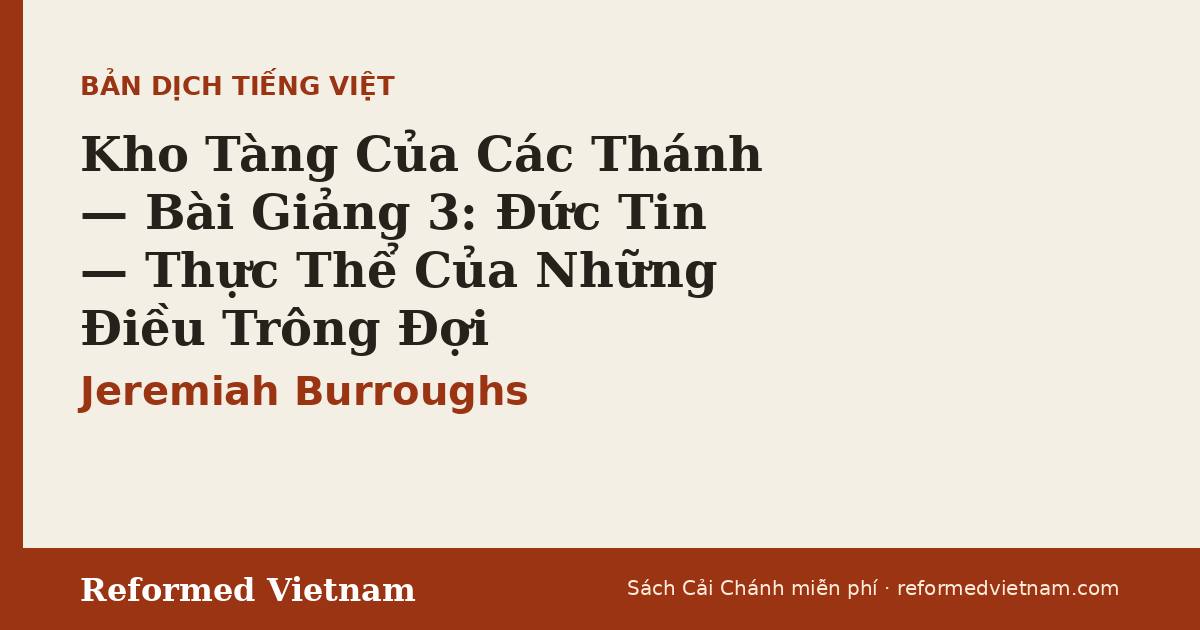 BẢN DỊCH TIẾNG VIỆT
Kho Tàng Của Các Thánh
— Bài Giảng 3: Đức Tin
— Thực Thể Của Những
Điều Trông Đợi
Jeremiah Burroughs
Reformed Vietnam
Sách Cải Chánh miễn phí · reformedvietnam.com